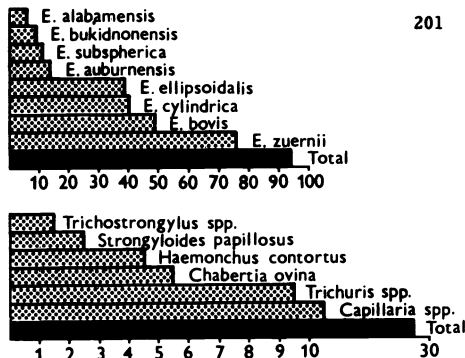 201
E. alabamensis
E. bukidnonensis
E. subspherica
E. auburnensis
E. ellipsoidalis
E. cylindrica
E. bovis
E. zuernii
Total
10 20 30 40 50 60 70 80 90 100
Trichostrongylus spp.
Strongyloides papillosus
Haemonchus contortus
Chabertia ovina
Trichuris spp.
Capillaria spp.
Total
1 2 3 4 5 6 7 8 9 10 30